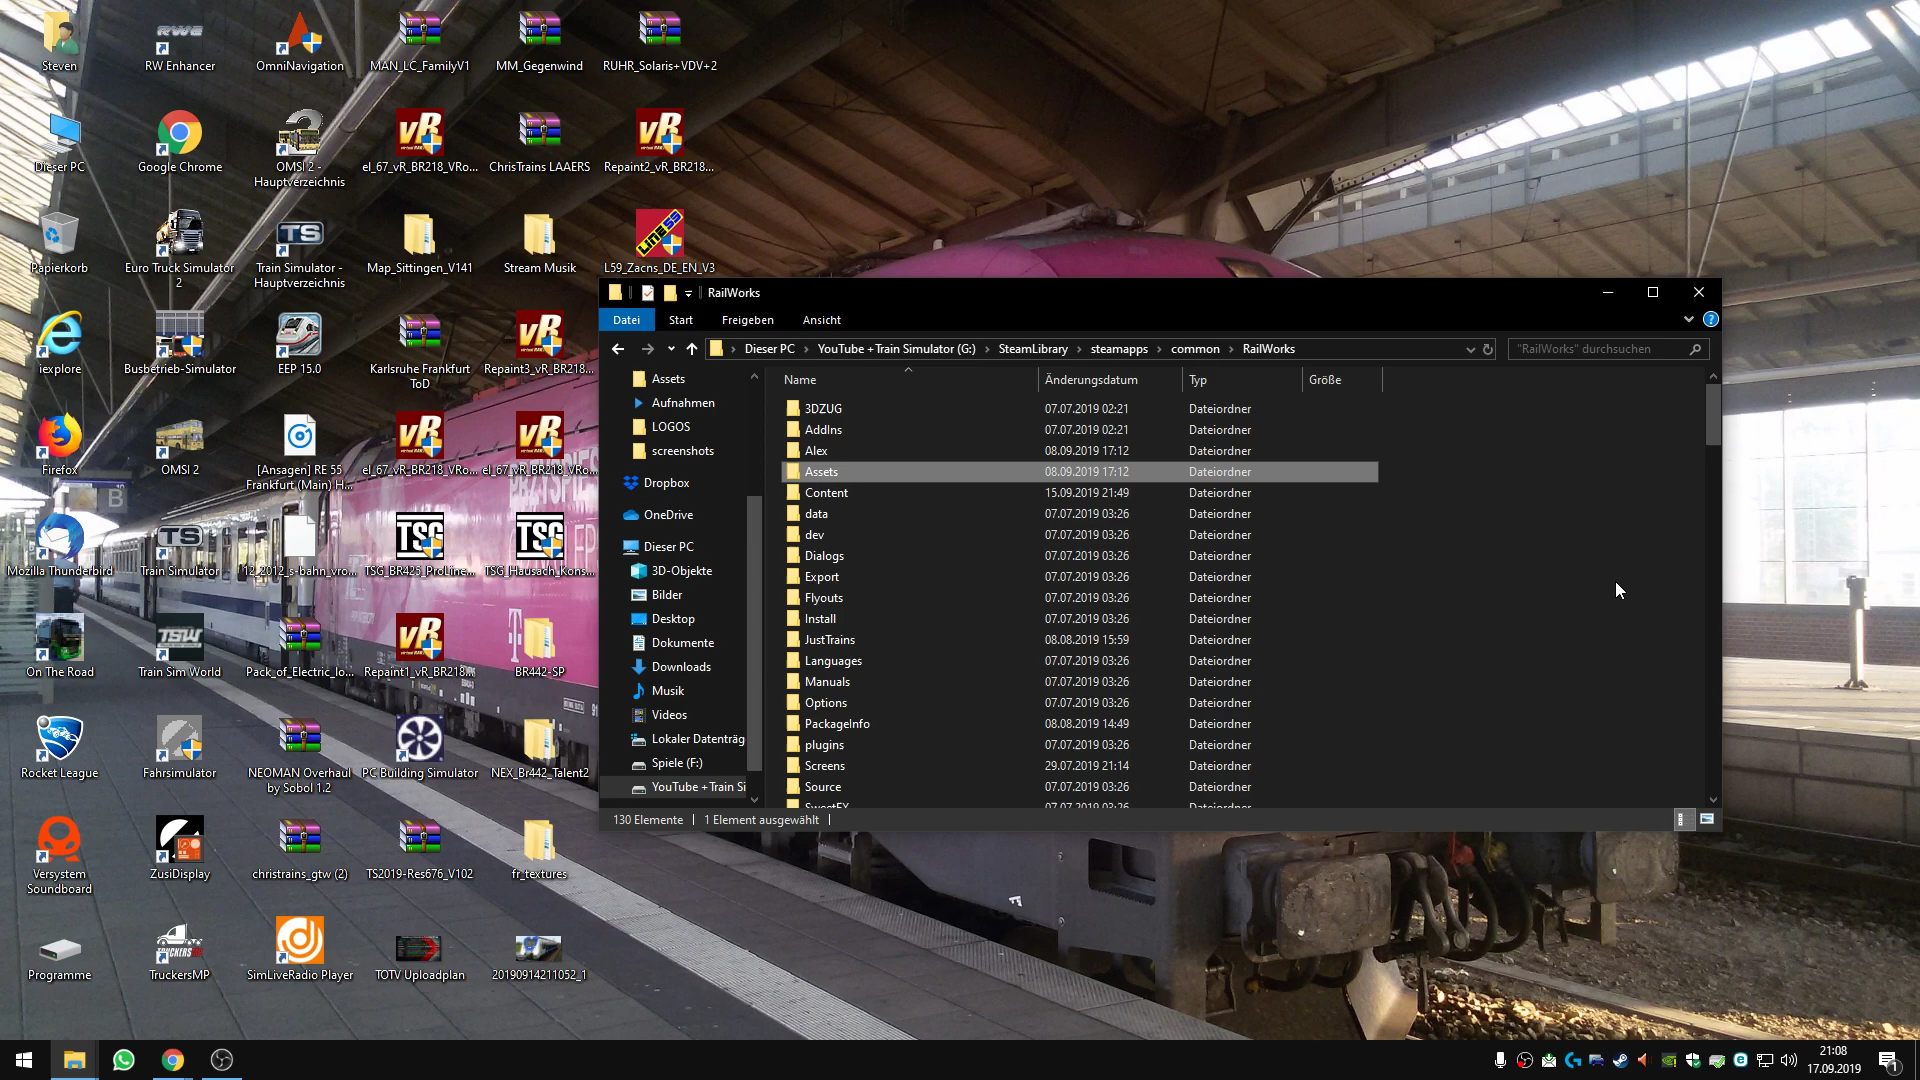 Steven
RW Enhancer
OmniNavigation
MAN_LC_FamilyV1
MM_Gegenwind
RUHR_Solaris+VDV+2
Dieser PC
Google Chrome
OMSI 2 -
Hauptverzeichnis
el_67_vR_BR218_VRo...
ChrisTrains LAAERS
Repaint2_vR_BR218...
Papierkorb
Euro Truck Simulator
2
Train Simulator -
Hauptverzeichnis
Map_Sittingen_V141
Stream Musik
L59_Zacns_DE_EN_V3
iexplore
Busbetrieb-Simulator
EEP 15.0
Karlsruhe Frankfurt
ToD
Repaint3_vR_BR218...
Firefox
OMSI 2
[Ansagen] RE 55
Frankfurt (Main) H...
el_67_vR_BR218_VRo...
el_67_vR_BR218_VRo...
Mozilla Thunderbird
Train Simulator
12_2012_s-bahn_vro...
TSG_BR425_ProLine...
TSG_Hausach_Kons...
On The Road
Train Sim World
Pack_of_Electric_lo...
Repaint1_vR_BR218...
BR442-SP
Rocket League
Fahrsimulator
NEOMAN Overhaul
by Sobol 1.2
PC Building Simulator
NEX_Br442_Talent2
Versystem
Soundboard
ZusiDisplay
christrains_gtw (2)
TS2019-Res676_V102
fr_textures
Programme
TruckersMP
SimLiveRadio Player
TOTV Uploadplan
20190914211052_1
RailWorks
Datei
Start
Freigeben
Ansicht
Dieser PC
YouTube + Train Simulator (G:)
SteamLibrary
steamapps
common
RailWorks
"RailWorks" durchsuchen
Assets
Aufnahmen
LOGOS
screenshots
Dropbox
OneDrive
Dieser PC
3D-Objekte
Bilder
Desktop
Dokumente
Downloads
Musik
Videos
Lokaler Datenträg
Spiele (F:)
YouTube + Train Si
Name Änderungsdatum Typ Größe
3DZUG 07.07.2019 02:21 Dateiordner
AddIns 07.07.2019 02:21 Dateiordner
Alex 08.09.2019 17:12 Dateiordner
Assets 08.09.2019 17:12 Dateiordner
Content 15.09.2019 21:49 Dateiordner
data 07.07.2019 03:26 Dateiordner
dev 07.07.2019 03:26 Dateiordner
Dialogs 07.07.2019 03:26 Dateiordner
Export 07.07.2019 03:26 Dateiordner
Flyouts 07.07.2019 03:26 Dateiordner
Install 07.07.2019 03:26 Dateiordner
JustTrains 08.08.2019 15:59 Dateiordner
Languages 07.07.2019 03:26 Dateiordner
Manuals 07.07.2019 03:26 Dateiordner
Options 07.07.2019 03:26 Dateiordner
PackageInfo 08.08.2019 14:49 Dateiordner
plugins 07.07.2019 03:26 Dateiordner
Screens 29.07.2019 21:14 Dateiordner
Source 07.07.2019 03:26 Dateiordner
SweetFX 07.07.2019 03:26 Dateiordner
130 Elemente
1 Element ausgewählt
21:08
17.09.2019